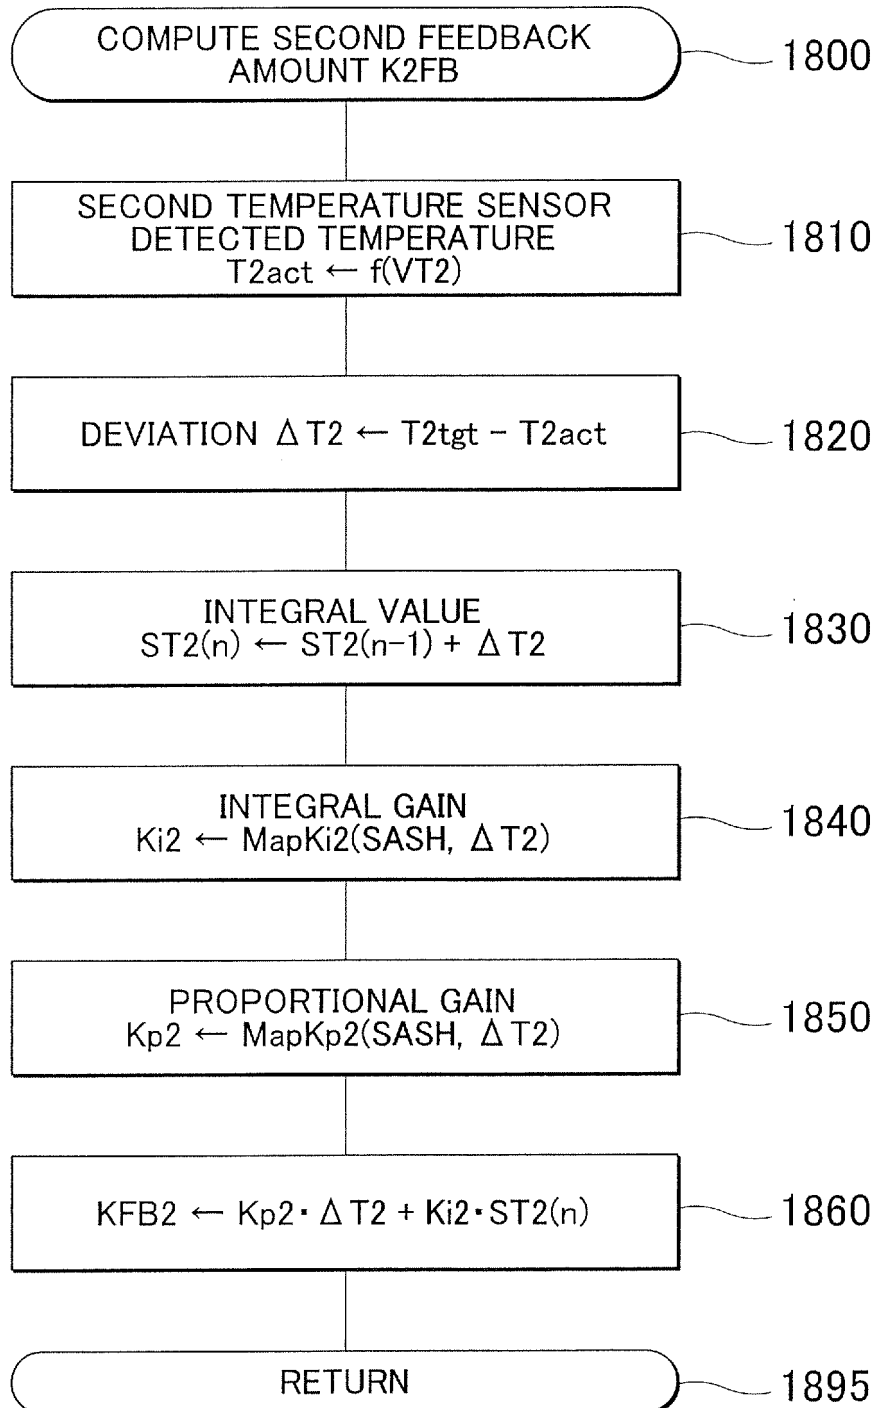 COMPUTE SECOND FEEDBACK
AMOUNT K2FB
1800
SECOND TEMPERATURE SENSOR
DETECTED TEMPERATURE
T2act ← f(VT2)
1810
DEVIATION ΔT2 ← T2tgt - T2act
1820
INTEGRAL VALUE
ST2(n) ← ST2(n-1) + ΔT2
1830
INTEGRAL GAIN
Ki2 ← MapKi2(SASH, ΔT2)
1840
PROPORTIONAL GAIN
Kp2 ← MapKp2(SASH, ΔT2)
1850
KFB2 ← Kp2・ΔT2 + Ki2・ST2(n)
1860
RETURN
1895